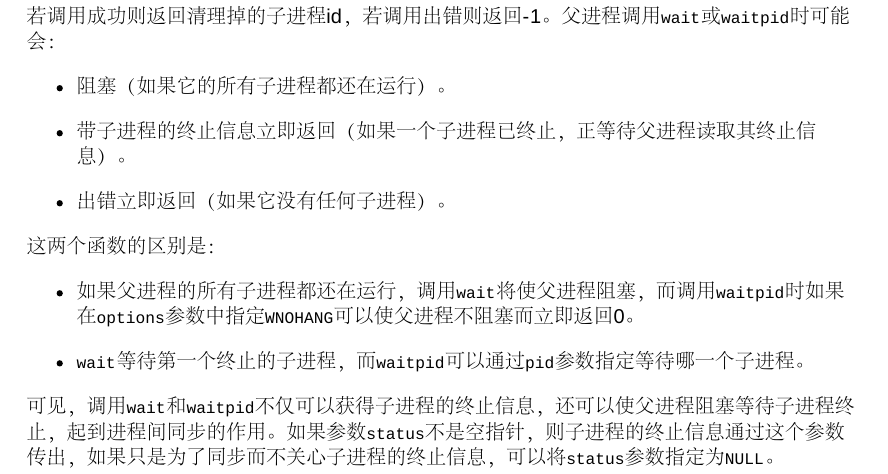 若调用成功则返回清理掉的子进程id，若调用出错则返回-1。父进程调用wait或waitpid时可能
会：
• 阻塞（如果它的所有子进程都还在运行）。
• 带子进程的终止信息立即返回（如果一个子进程已终止，正等待父进程读取其终止信
息）。
• 出错立即返回（如果它没有任何子进程）。
这两个函数的区别是：
• 如果父进程的所有子进程都还在运行，调用wait将使父进程阻塞，而调用waitpid时如果
在options参数中指定WNOHANG可以使父进程不阻塞而立即返回0。
• wait等待第一个终止的子进程，而waitpid可以通过pid参数指定等待哪一个子进程。
可见，调用wait和waitpid不仅可以获得子进程的终止信息，还可以使父进程阻塞等待子进程终
止，起到进程间同步的作用。如果参数status不是空指针，则子进程的终止信息通过这个参数
传出，如果只是为了同步而不关心子进程的终止信息，可以将status参数指定为NULL。